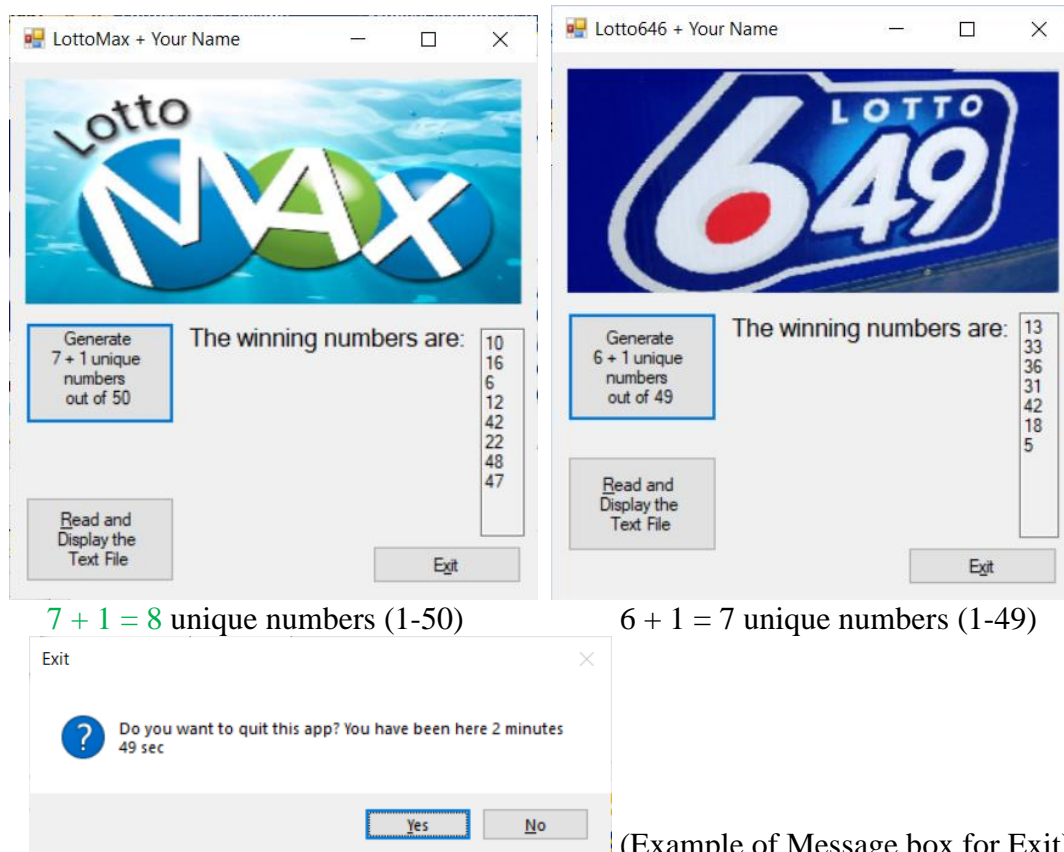 LottoMax + Your Name
Lotto
MAX
Generate
7 + 1 unique
numbers
out of 50
The winning numbers are:
10
16
6
12
42
22
48
47
Read and
Display the
Text File
Exit
Lotto646 + Your Name
LOTTO
649
Generate
6 + 1 unique
numbers
out of 49
The winning numbers are:
13
33
36
31
42
18
5
Read and
Display the
Text File
Exit
7 + 1 = 8 unique numbers (1-50)
6 + 1 = 7 unique numbers (1-49)
Exit
Do you want to quit this app? You have been here 2 minutes
49 sec
Yes
No
(Example of Message box for Exit)